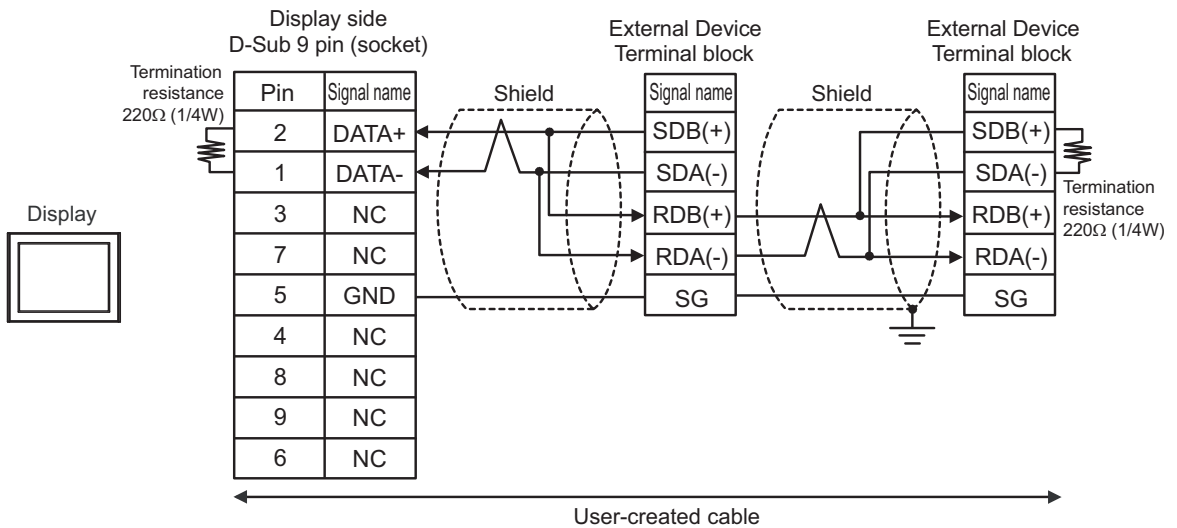 Display side
D-Sub 9 pin (socket)
External Device
Terminal block
External Device
Terminal block
Termination
resistance
220Ω (1/4W)
Pin Signal name
Shield
Signal name
Shield
Signal name
2 DATA+
SDB(+)
SDB(+)
1 DATA-
SDA(-)
SDA(-)
Termination
resistance
220Ω (1/4W)
Display
3 NC
RDB(+)
RDB(+)
7 NC
RDA(-)
RDA(-)
5 GND
SG
SG
4 NC
8 NC
9 NC
6 NC
User-created cable